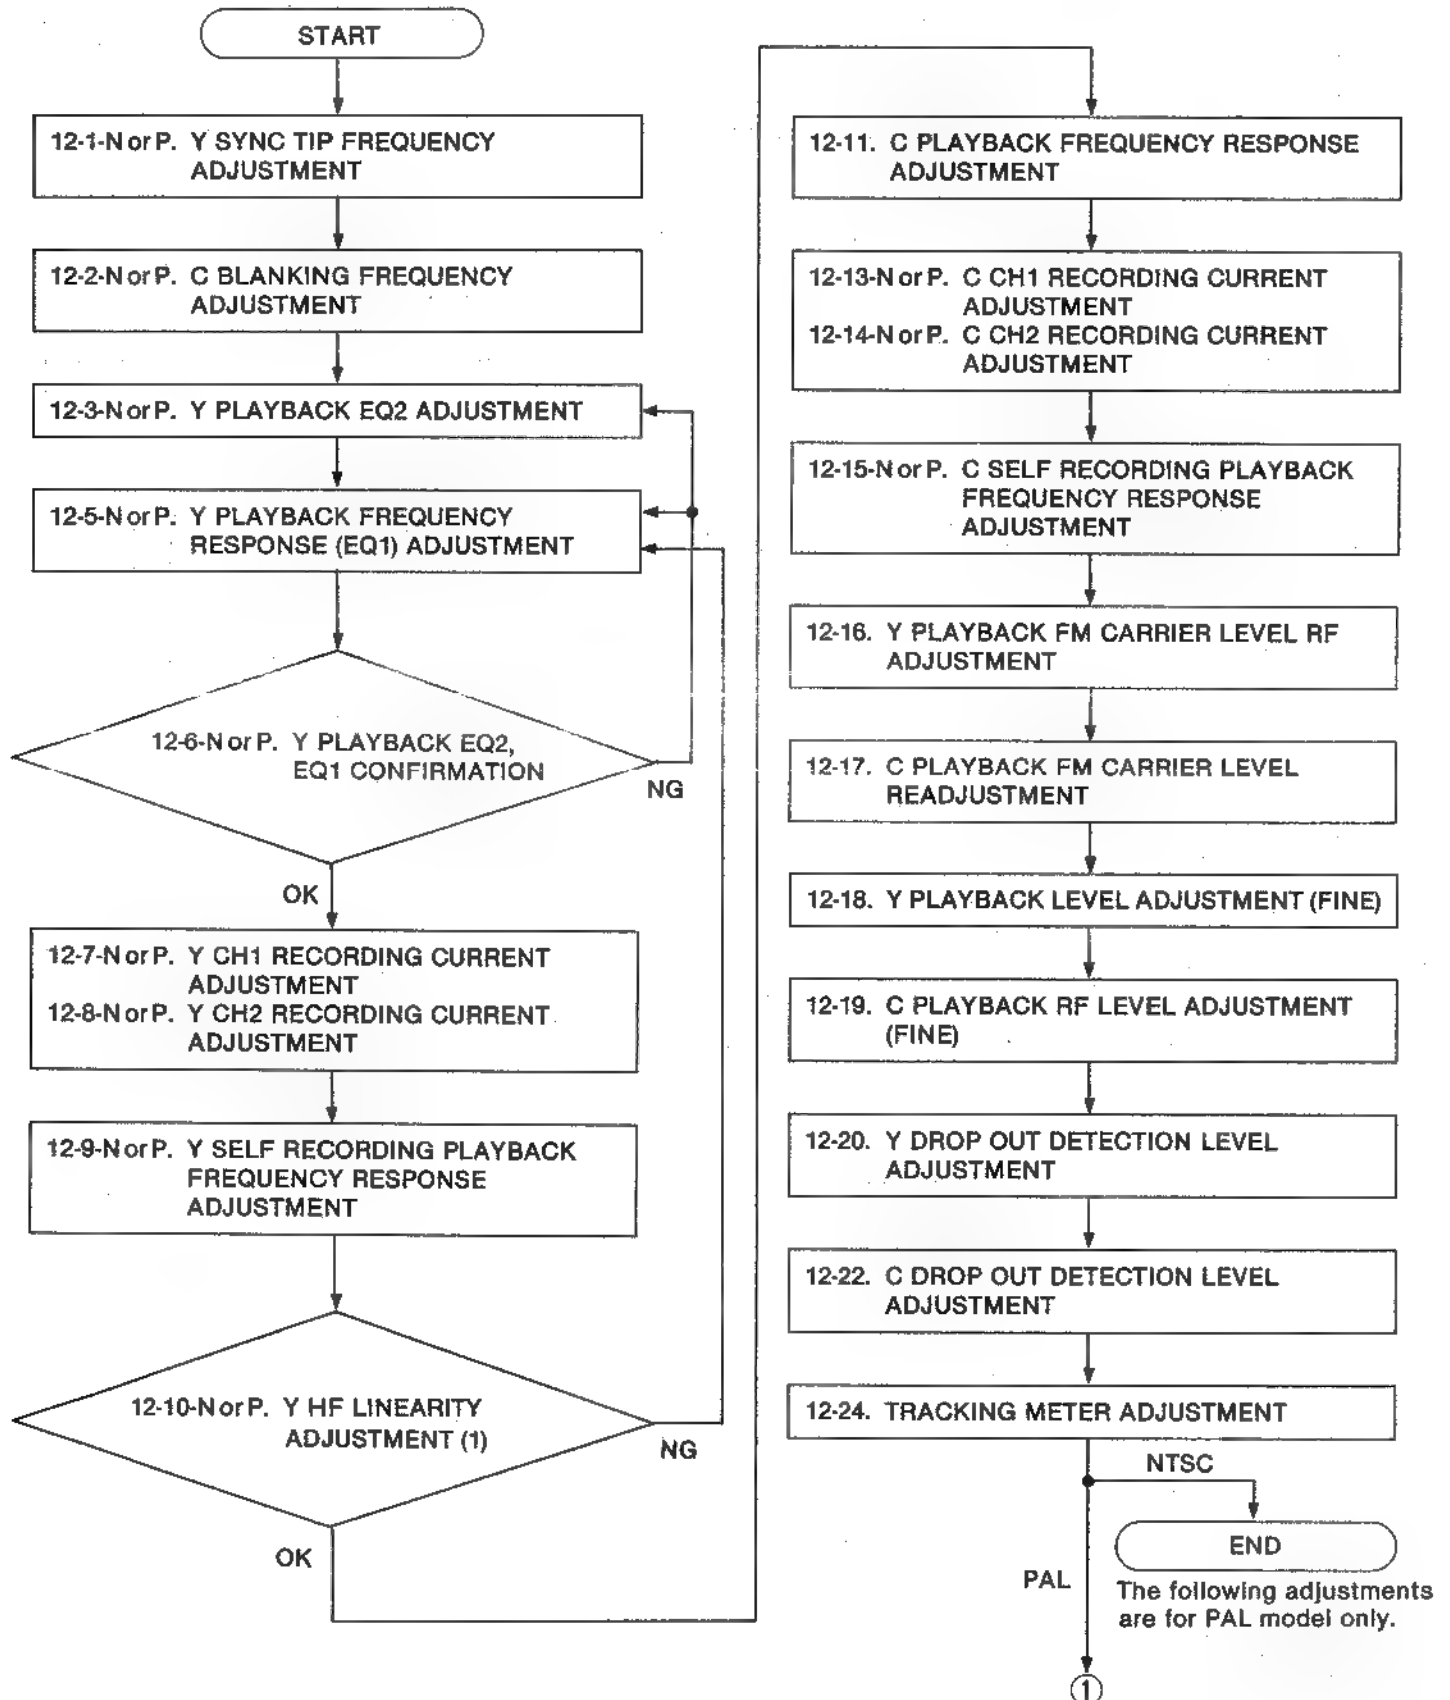 START
12-1-N or P. Y SYNC TIP FREQUENCY
ADJUSTMENT
12-2-N or P. C BLANKING FREQUENCY
ADJUSTMENT
12-3-N or P. Y PLAYBACK EQ2 ADJUSTMENT
12-5-N or P. Y PLAYBACK FREQUENCY
RESPONSE (EQ1) ADJUSTMENT
12-6-N or P. Y PLAYBACK EQ2,
EQ1 CONFIRMATION
NG
OK
12-7-N or P. Y CH1 RECORDING CURRENT
ADJUSTMENT
12-8-N or P. Y CH2 RECORDING CURRENT
ADJUSTMENT
12-9-N or P. Y SELF RECORDING PLAYBACK
FREQUENCY RESPONSE
ADJUSTMENT
12-10-N or P. Y HF LINEARITY
ADJUSTMENT (1)
NG
OK
12-11. C PLAYBACK FREQUENCY RESPONSE
ADJUSTMENT
12-13-N or P. C CH1 RECORDING CURRENT
ADJUSTMENT
12-14-N or P. C CH2 RECORDING CURRENT
ADJUSTMENT
12-15-N or P. C SELF RECORDING PLAYBACK
FREQUENCY RESPONSE
ADJUSTMENT
12-16. Y PLAYBACK FM CARRIER LEVEL RF
ADJUSTMENT
12-17. C PLAYBACK FM CARRIER LEVEL
READJUSTMENT
12-18. Y PLAYBACK LEVEL ADJUSTMENT (FINE)
12-19. C PLAYBACK RF LEVEL ADJUSTMENT
(FINE)
12-20. Y DROP OUT DETECTION LEVEL
ADJUSTMENT
12-22. C DROP OUT DETECTION LEVEL
ADJUSTMENT
12-24. TRACKING METER ADJUSTMENT
NTSC
END
PAL
The following adjustments
are for PAL model only.
1